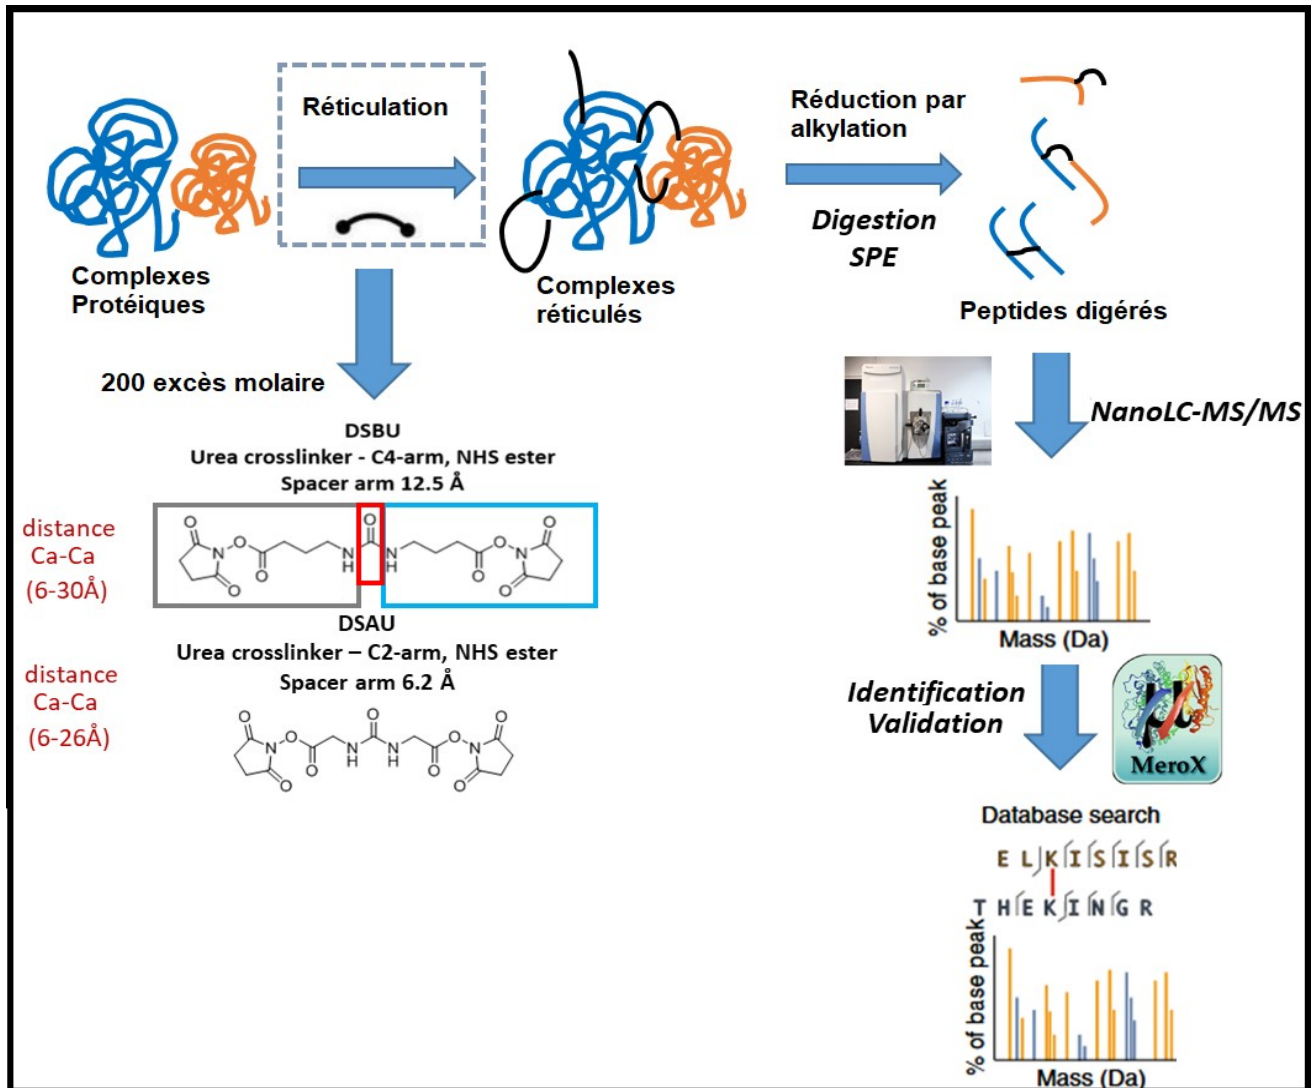 Réticulation
Complexes
Protéiques
Complexes
réticulés
Réduction par
alkylation
Digestion
SPE
Peptides digérés
200 excès molaire
DSBU
Urea crosslinker - C4-arm, NHS ester
Spacer arm 12.5 Å
distance
Ca-Ca
(6-30Å)
O O O O
N O N H N H O N
O O O O
DSAU
Urea crosslinker – C2-arm, NHS ester
Spacer arm 6.2 Å
distance
Ca-Ca
(6-26Å)
O O O O
N O N H N H O N
O O O O
NanoLC-MS/MS
% of base peak
Mass (Da)
Identification
Validation
μ
MeroX
Database search
E L K I S I S R
T H E K I N G R
% of base peak
Mass (Da)